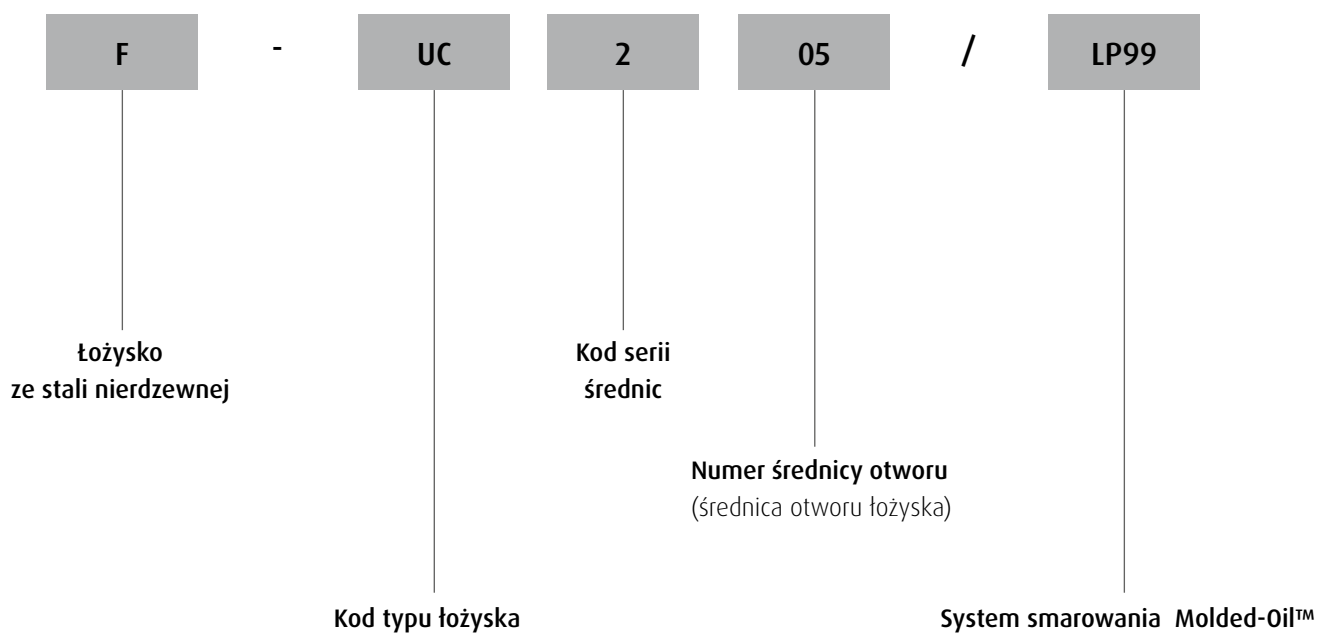 F - UC 2 05 / LP99
Łożysko
ze stali nierdzewnej
Kod serii
średnic
Numer średnicy otworu
(średnica otworu łożyska)
Kod typu łożyska
System smarowania Molded-Oil™